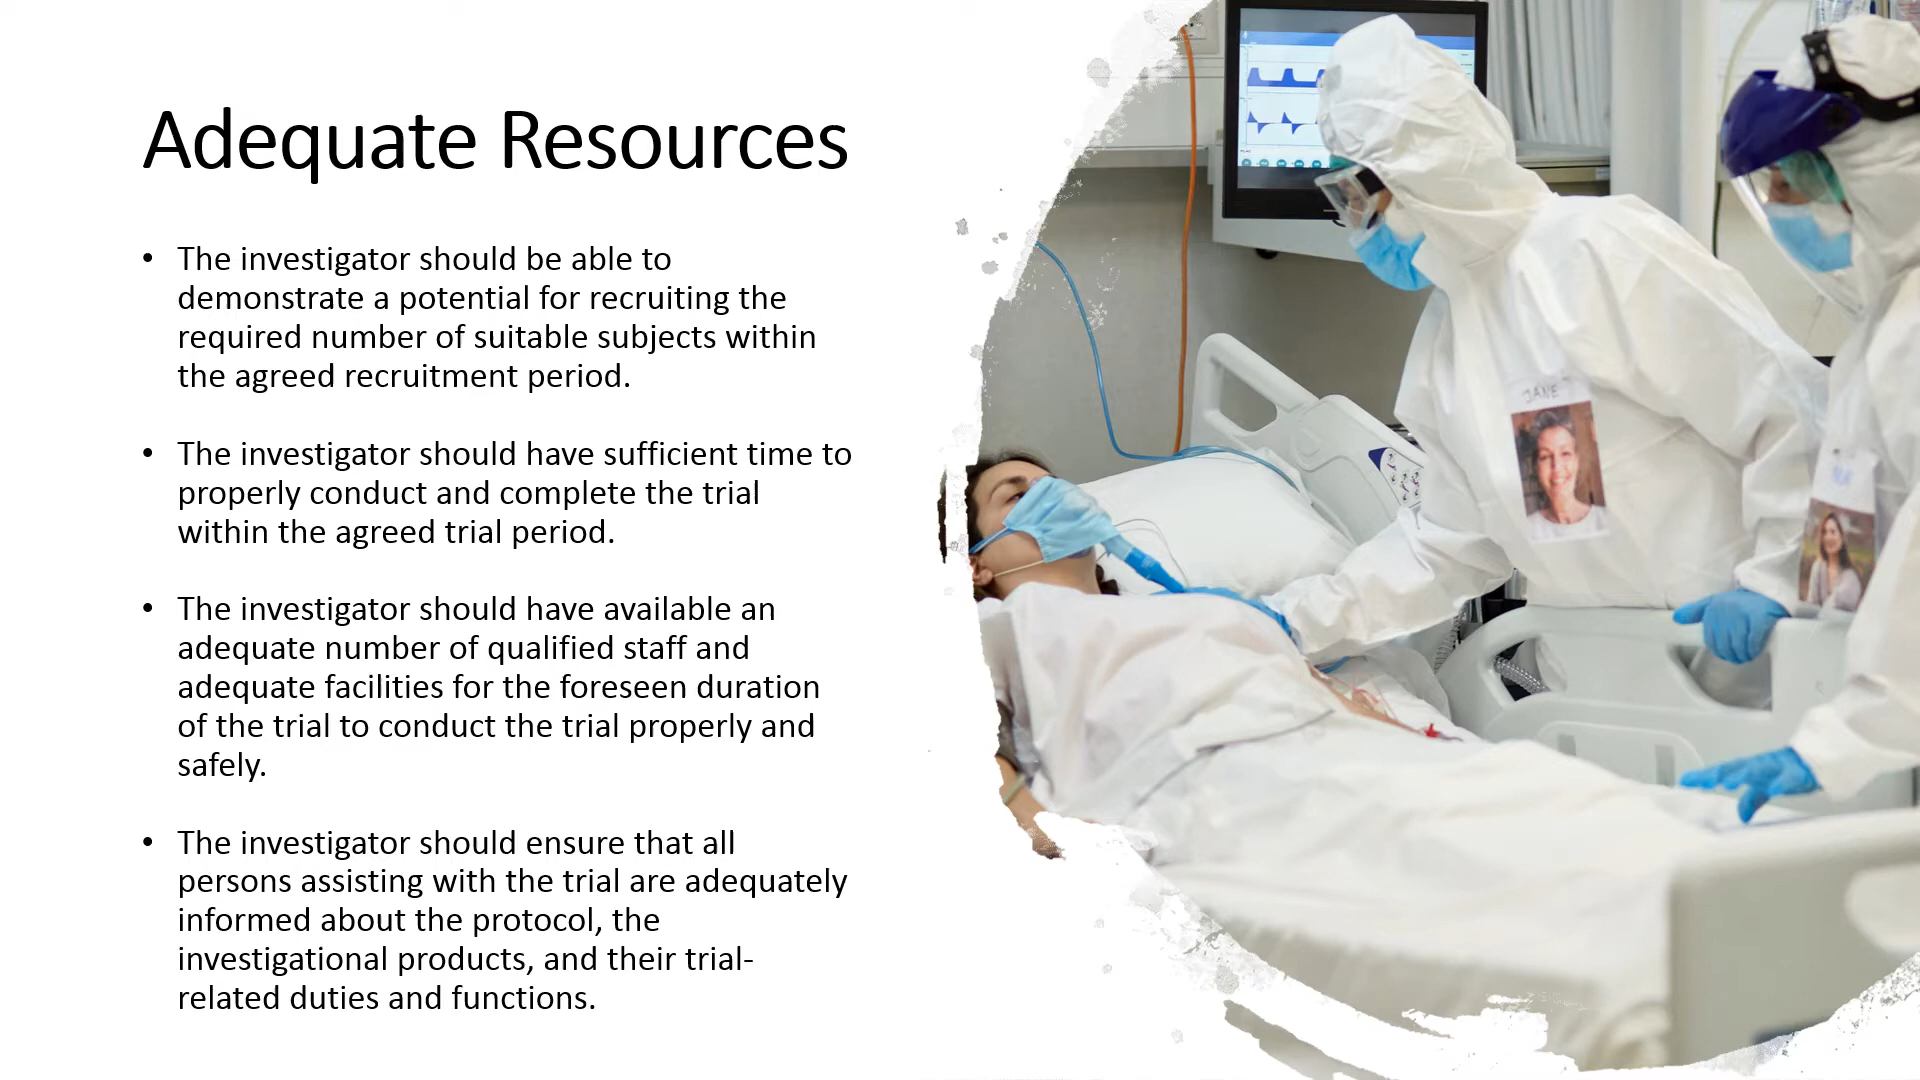 Adequate Resources
• The investigator should be able to
demonstrate a potential for recruiting the
required number of suitable subjects within
the agreed recruitment period.
• The investigator should have sufficient time to
properly conduct and complete the trial
within the agreed trial period.
• The investigator should have available an
adequate number of qualified staff and
adequate facilities for the foreseen duration
of the trial to conduct the trial properly and
safely.
• The investigator should ensure that all
persons assisting with the trial are adequately
informed about the protocol, the
investigational products, and their trial-
related duties and functions.
JANE